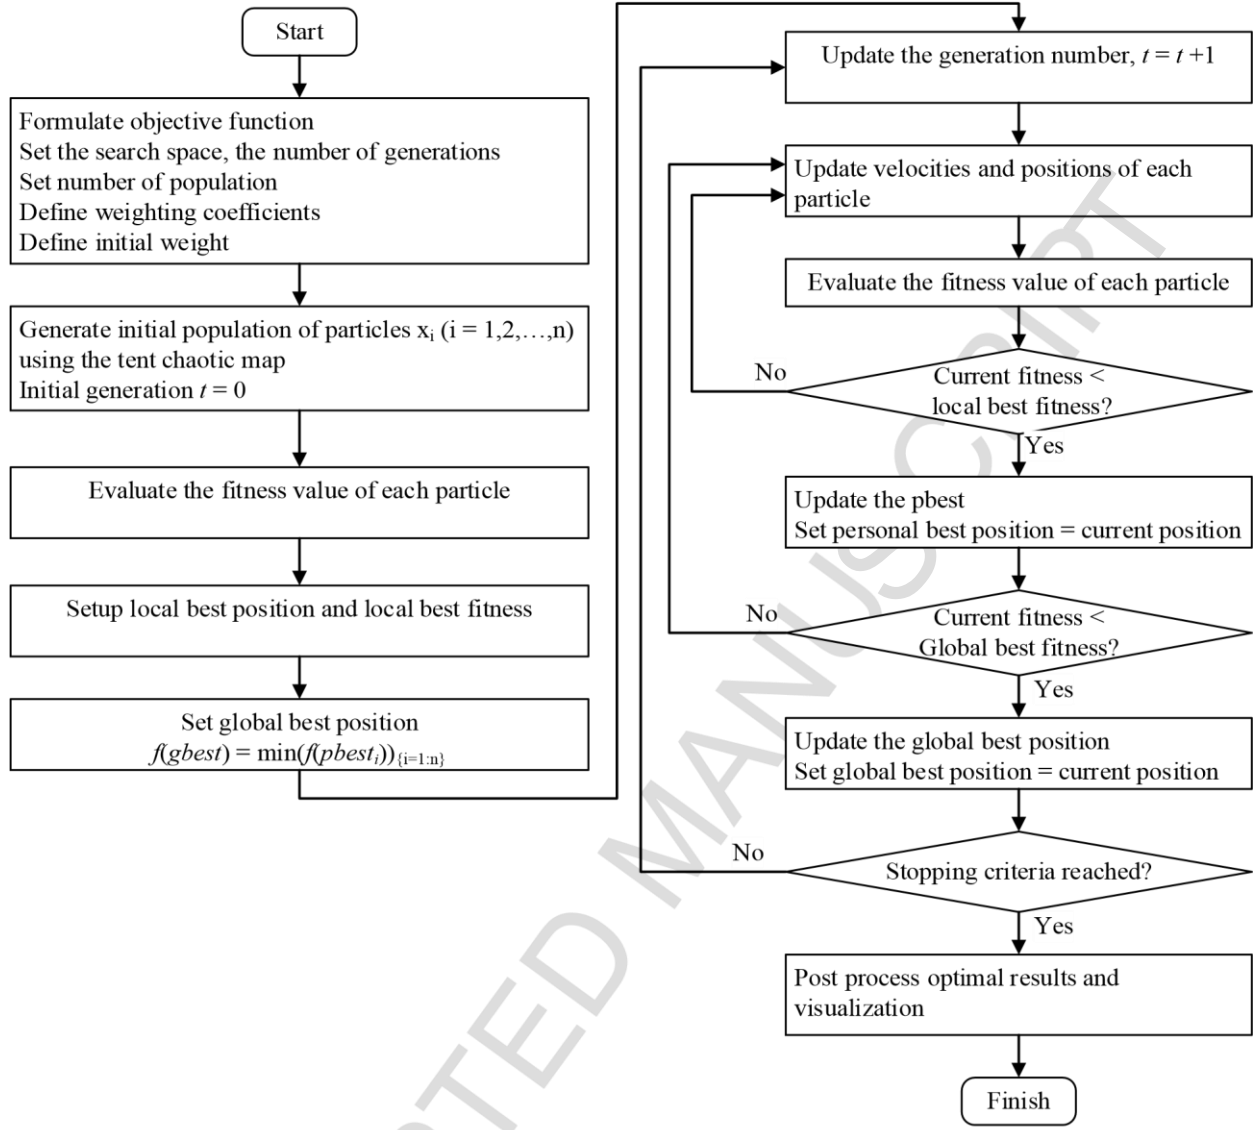 Start
Formulate objective function
Set the search space, the number of generations
Set number of population
Define weighting coefficients
Define initial weight
Generate initial population of particles xᵢ (i = 1,2,…,n)
using the tent chaotic map
Initial generation t = 0
Evaluate the fitness value of each particle
Setup local best position and local best fitness
Set global best position
f(gbest) = min(f(pbestᵢ)){i=1:n}
Update the generation number, t = t +1
Update velocities and positions of each
particle
Evaluate the fitness value of each particle
No
Current fitness <
local best fitness?
Yes
Update the pbest
Set personal best position = current position
No
Current fitness <
Global best fitness?
Yes
Update the global best position
Set global best position = current position
No
Stopping criteria reached?
Yes
Post process optimal results and
visualization
Finish
TED MANUSCRIPT